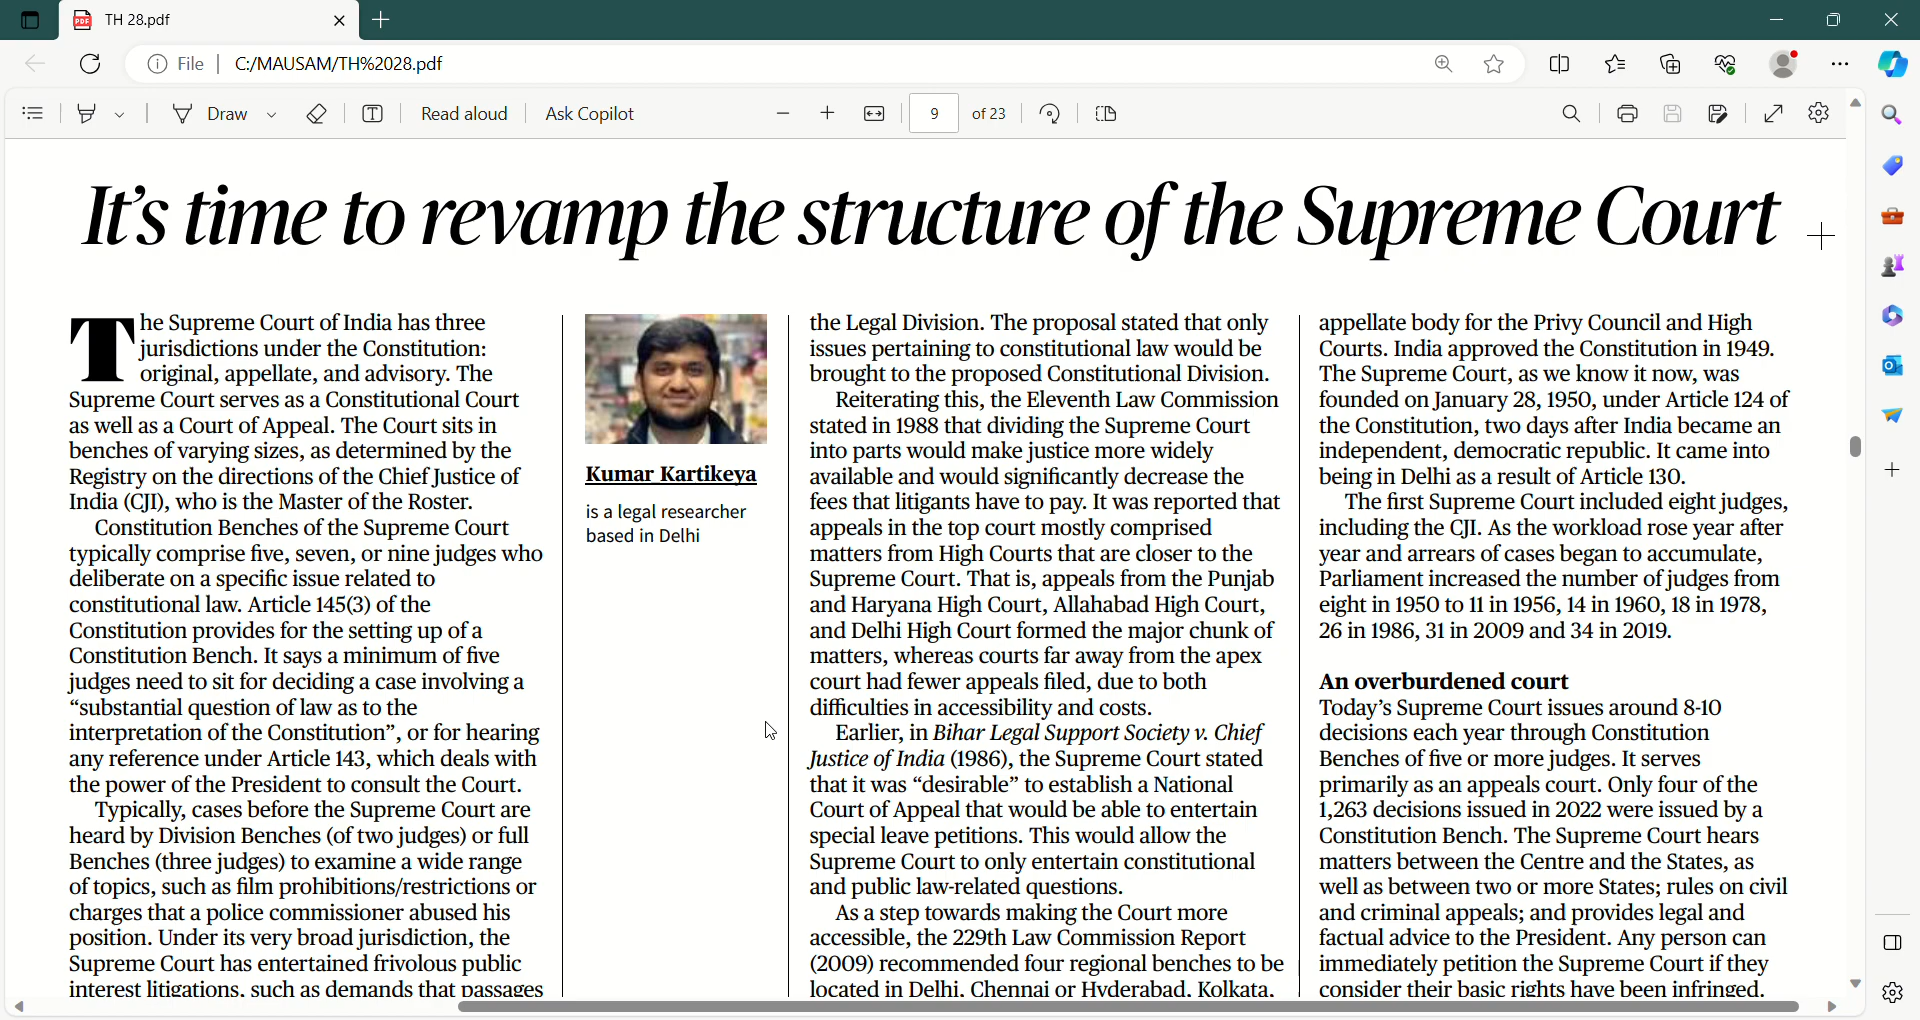 TH 28.pdf
File
C:/MAUSAM/TH%2028.pdf
Draw
Read aloud
Ask Copilot
9
of 23
It's time to revamp the structure of the Supreme Court
The Supreme Court of India has three
jurisdictions under the Constitution:
original, appellate, and advisory. The
Supreme Court serves as a Constitutional Court
as well as a Court of Appeal. The Court sits in
benches of varying sizes, as determined by the
Registry on the directions of the Chief Justice of
India (CJI), who is the Master of the Roster.
Constitution Benches of the Supreme Court
typically comprise five, seven, or nine judges who
deliberate on a specific issue related to
constitutional law. Article 145(3) of the
Constitution provides for the setting up of a
Constitution Bench. It says a minimum of five
judges need to sit for deciding a case involving a
“substantial question of law as to the
interpretation of the Constitution”, or for hearing
any reference under Article 143, which deals with
the power of the President to consult the Court.
Typically, cases before the Supreme Court are
heard by Division Benches (of two judges) or full
Benches (three judges) to examine a wide range
of topics, such as film prohibitions/restrictions or
charges that a police commissioner abused his
position. Under its very broad jurisdiction, the
Supreme Court has entertained frivolous public
interest litigations, such as demands that passages
Kumar Kartikeya
is a legal researcher
based in Delhi
the Legal Division. The proposal stated that only
issues pertaining to constitutional law would be
brought to the proposed Constitutional Division.
Reiterating this, the Eleventh Law Commission
stated in 1988 that dividing the Supreme Court
into parts would make justice more widely
available and would significantly decrease the
fees that litigants have to pay. It was reported that
appeals in the top court mostly comprised
matters from High Courts that are closer to the
Supreme Court. That is, appeals from the Punjab
and Haryana High Court, Allahabad High Court,
and Delhi High Court formed the major chunk of
matters, whereas courts far away from the apex
court had fewer appeals filed, due to both
difficulties in accessibility and costs.
Earlier, in Bihar Legal Support Society v. Chief
Justice of India (1986), the Supreme Court stated
that it was “desirable” to establish a National
Court of Appeal that would be able to entertain
special leave petitions. This would allow the
Supreme Court to only entertain constitutional
and public law-related questions.
As a step towards making the Court more
accessible, the 229th Law Commission Report
(2009) recommended four regional benches to be
located in Delhi, Chennai or Hyderabad, Kolkata,
appellate body for the Privy Council and High
Courts. India approved the Constitution in 1949.
The Supreme Court, as we know it now, was
founded on January 28, 1950, under Article 124 of
the Constitution, two days after India became an
independent, democratic republic. It came into
being in Delhi as a result of Article 130.
The first Supreme Court included eight judges,
including the CJI. As the workload rose year after
year and arrears of cases began to accumulate,
Parliament increased the number of judges from
eight in 1950 to 11 in 1956, 14 in 1960, 18 in 1978,
26 in 1986, 31 in 2009 and 34 in 2019.
An overburdened court
Today's Supreme Court issues around 8-10
decisions each year through Constitution
Benches of five or more judges. It serves
primarily as an appeals court. Only four of the
1,263 decisions issued in 2022 were issued by a
Constitution Bench. The Supreme Court hears
matters between the Centre and the States, as
well as between two or more States; rules on civil
and criminal appeals; and provides legal and
factual advice to the President. Any person can
immediately petition the Supreme Court if they
consider their basic rights have been infringed.